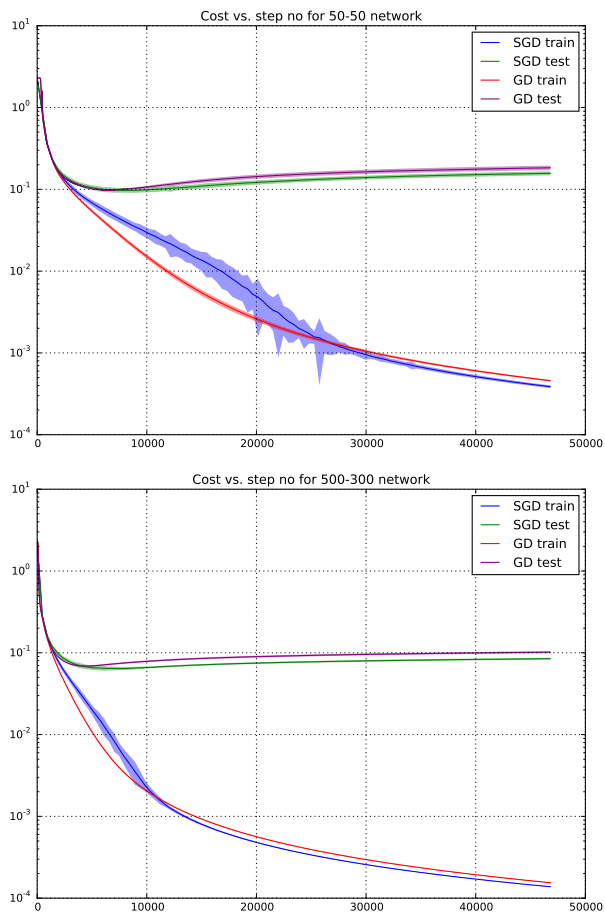 Cost vs. step no for 50-50 network
10^1
10^0
10^-1
10^-2
10^-3
10^-4
SGD train
SGD test
GD train
GD test
0 10000 20000 30000 40000 50000
Cost vs. step no for 500-300 network
10^1
10^0
10^-1
10^-2
10^-3
10^-4
SGD train
SGD test
GD train
GD test
0 10000 20000 30000 40000 50000